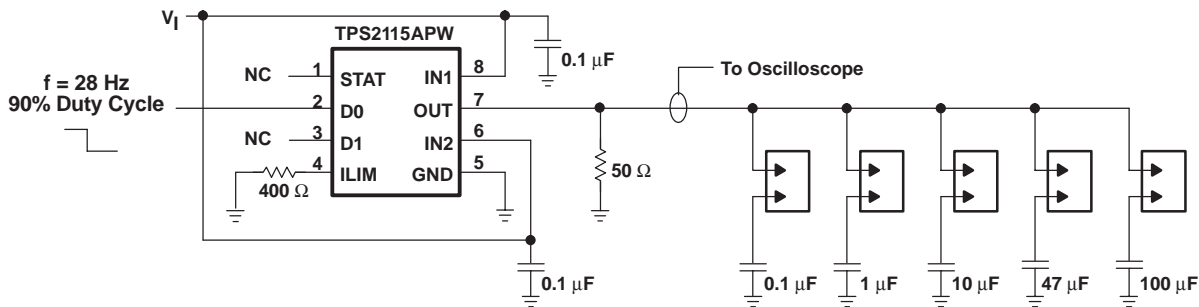 V_I
TPS2115APW
0.1 µF
NC
1
STAT
IN1
8
To Oscilloscope
f = 28 Hz
90% Duty Cycle
2
D0
OUT
7
NC
3
D1
IN2
6
4
ILIM
GND
5
400 Ω
50 Ω
0.1 µF
0.1 µF
1 µF
10 µF
47 µF
100 µF